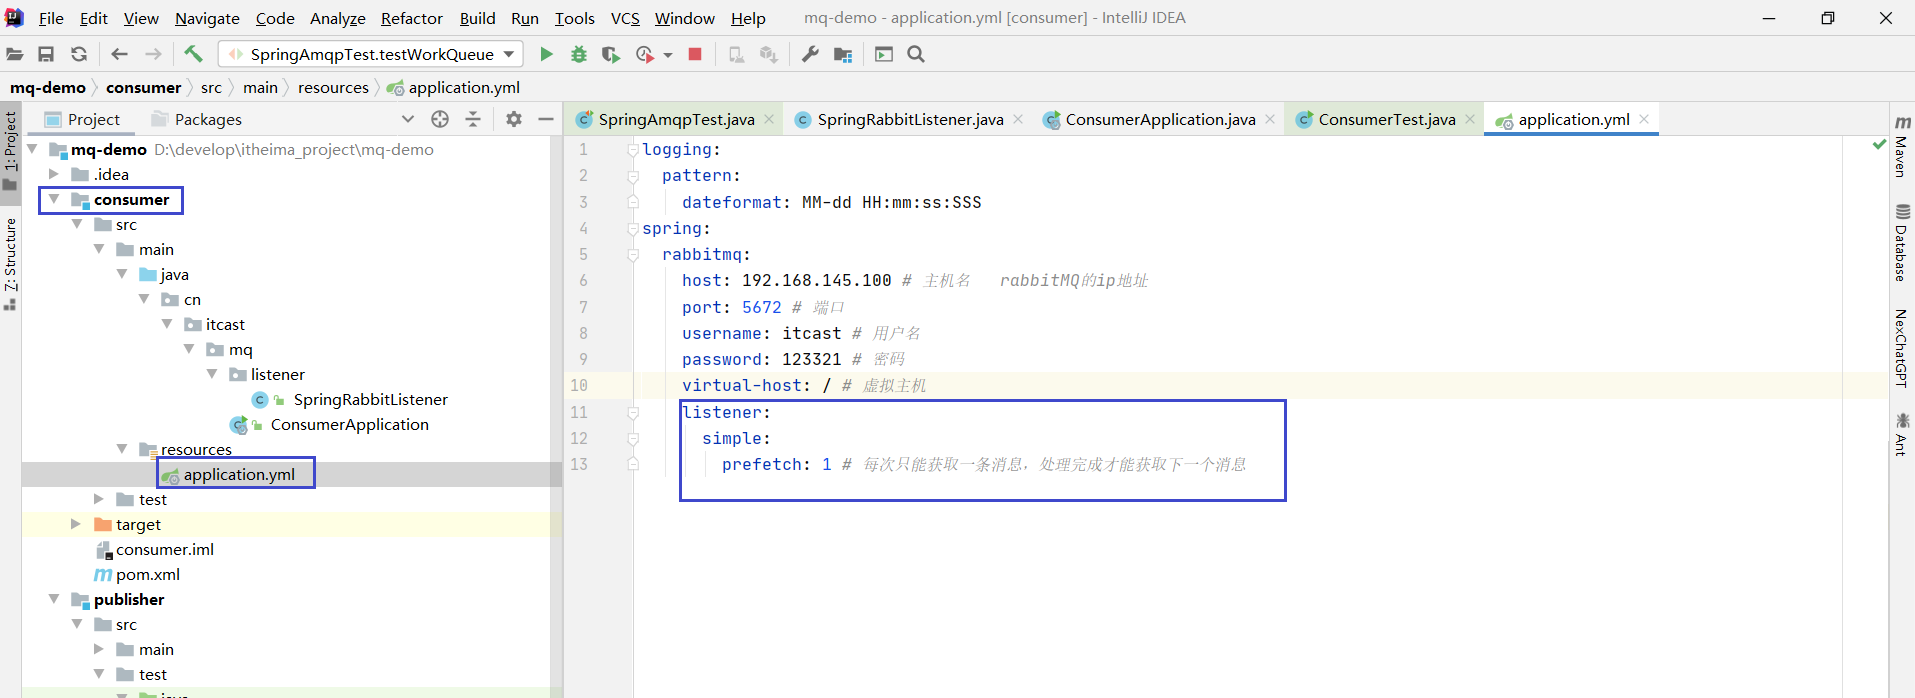 File Edit View Navigate Code Analyze Refactor Build Run Tools VCS Window Help mq-demo - application.yml [consumer] - IntelliJ IDEA
SpringAmqpTest.testWorkQueue
mq-demo consumer src main resources application.yml
Project Packages
SpringAmqpTest.java SpringRabbitListener.java ConsumerApplication.java ConsumerTest.java application.yml
1: Project
Z: Structure
mq-demo D:\develop\itheima_project\mq-demo
.idea
consumer
src
main
java
cn
itcast
mq
listener
SpringRabbitListener
ConsumerApplication
resources
application.yml
test
target
consumer.iml
pom.xml
publisher
src
main
test
1 logging:
2 pattern:
3 dateformat: MM-dd HH:mm:ss:SSS
4 spring:
5 rabbitmq:
6 host: 192.168.145.100 # 主机名 rabbitMQ的ip地址
7 port: 5672 # 端口
8 username: itcast # 用户名
9 password: 123321 # 密码
10 virtual-host: / # 虚拟主机
11 listener:
12 simple:
13 prefetch: 1 # 每次只能获取一条消息，处理完成才能获取下一个消息
Maven
Database
NexChatGPT
Ant